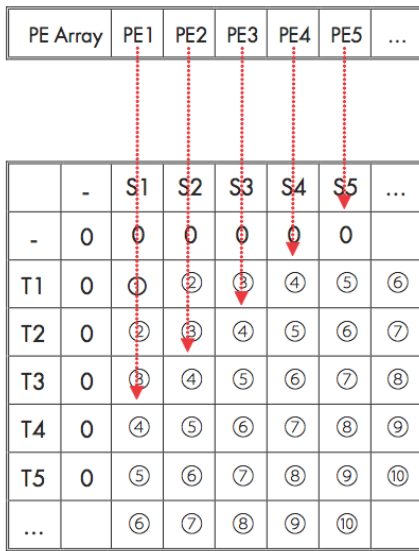 PE Array PE1 PE2 PE3 PE4 PE5 ...
- S1 S2 S3 S4 S5 ...
- 0 0 0 0 0 0
T1 0 ① ② ③ ④ ⑤ ⑥
T2 0 ② ③ ④ ⑤ ⑥ ⑦
T3 0 ③ ④ ⑤ ⑥ ⑦ ⑧
T4 0 ④ ⑤ ⑥ ⑦ ⑧ ⑨
T5 0 ⑤ ⑥ ⑦ ⑧ ⑨ ⑩
... ⑥ ⑦ ⑧ ⑨ ⑩